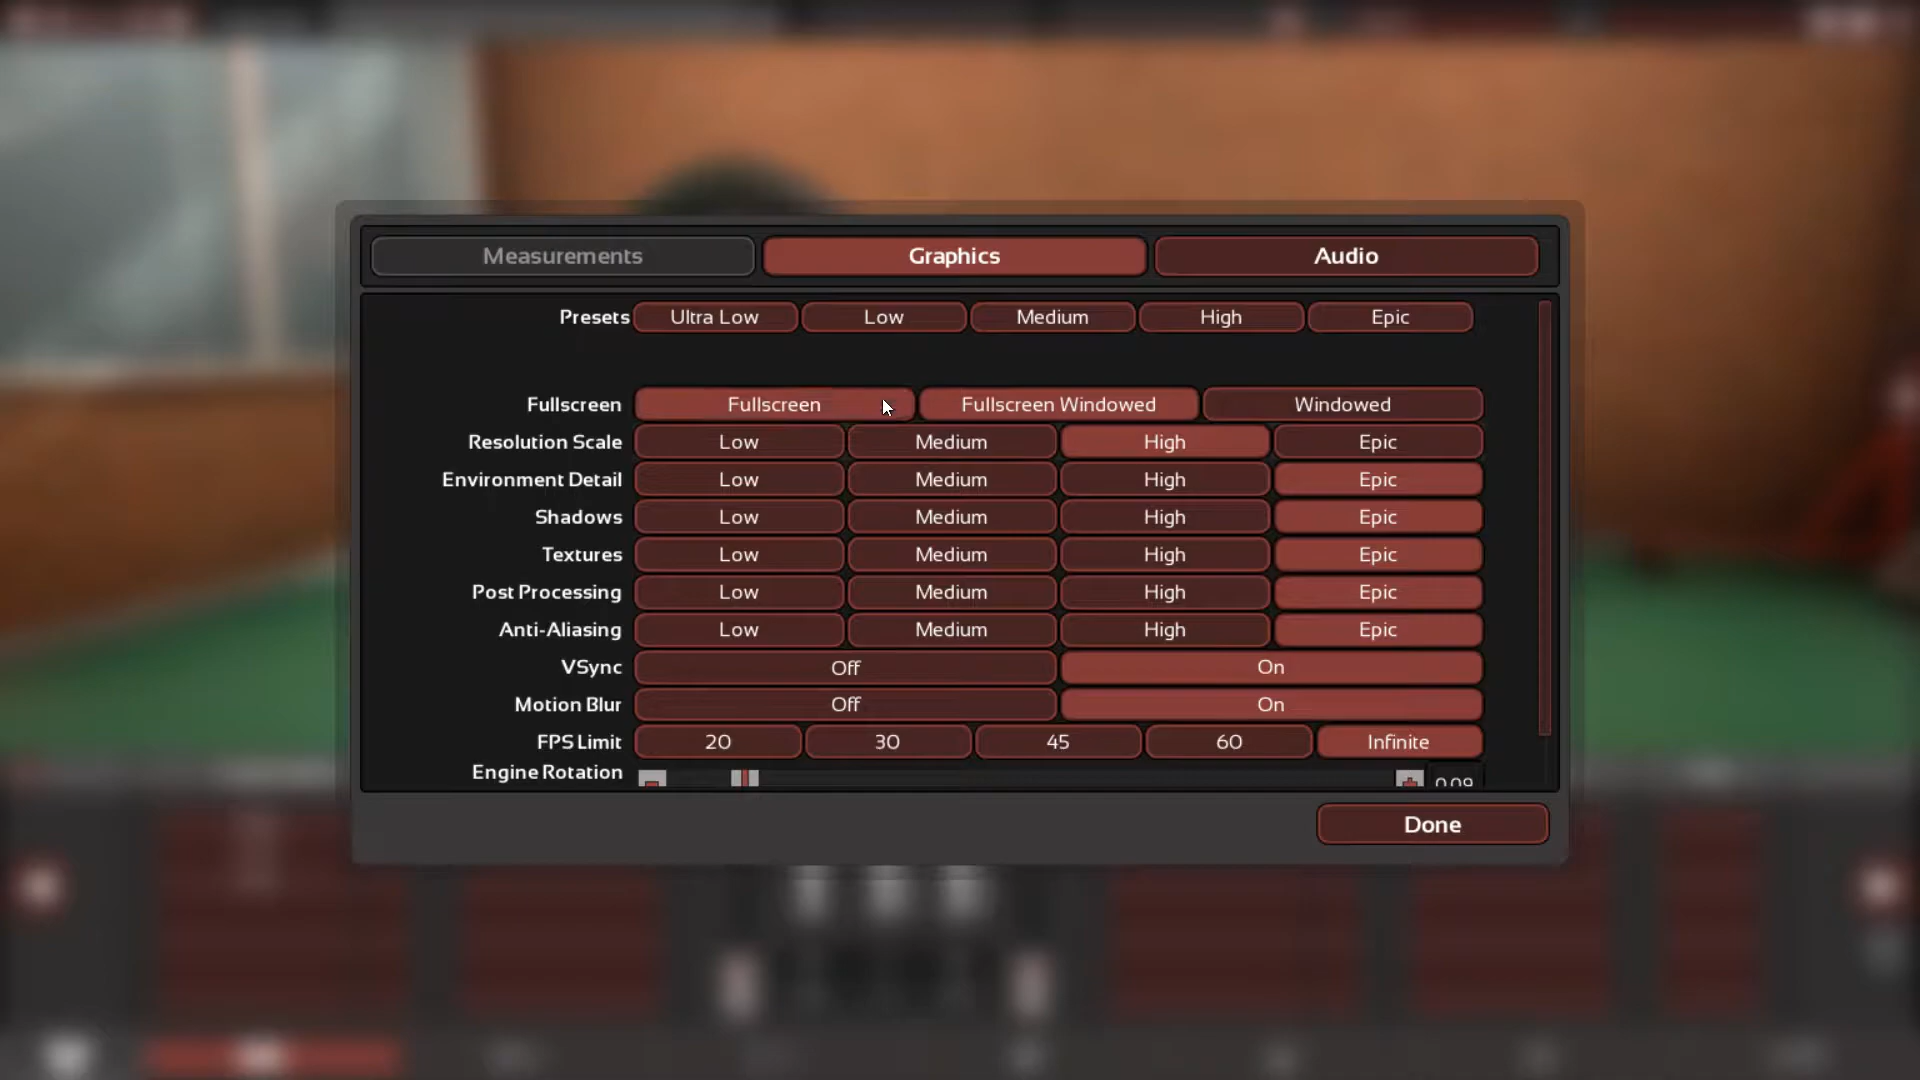 Measurements Graphics Audio
Presets Ultra Low Low Medium High Epic
Fullscreen Fullscreen Fullscreen Windowed Windowed
Resolution Scale Low Medium High Epic
Environment Detail Low Medium High Epic
Shadows Low Medium High Epic
Textures Low Medium High Epic
Post Processing Low Medium High Epic
Anti-Aliasing Low Medium High Epic
VSync Off On
Motion Blur Off On
FPS Limit 20 30 45 60 Infinite
Engine Rotation 0.09
Done